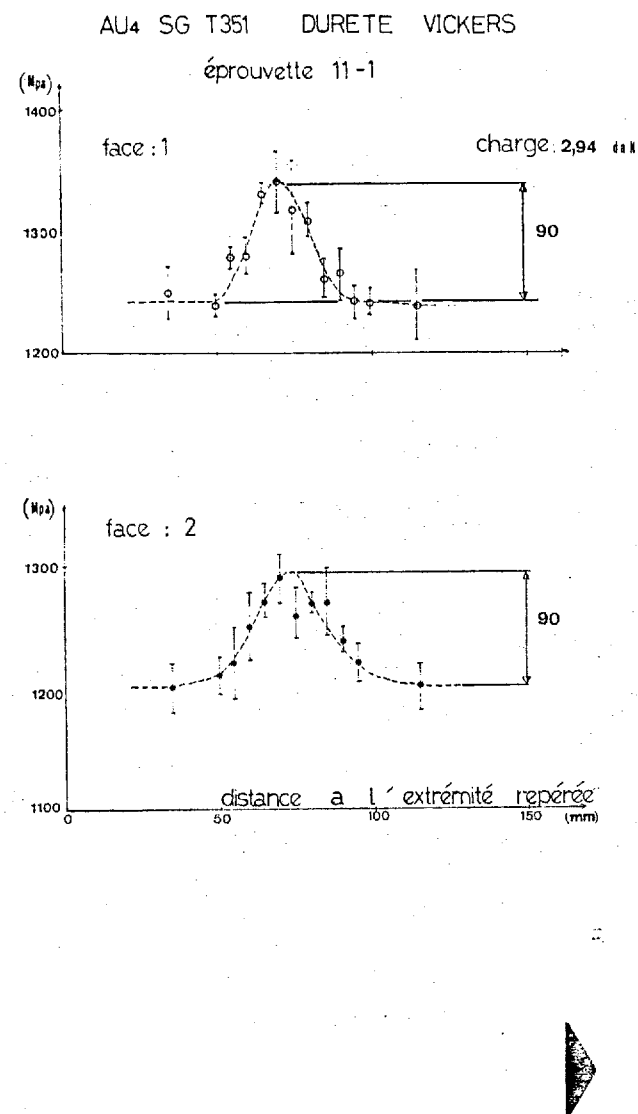 AU4 SG T351 DURETE VICKERS
éprouvette 11-1
(Mpa)
1400
face : 1
charge : 2,94 daN
1300
90
1200
(Mpa)
face : 2
1300
90
1200
distance a l'extrémité repérée
1100
0 50 100 150 (mm)